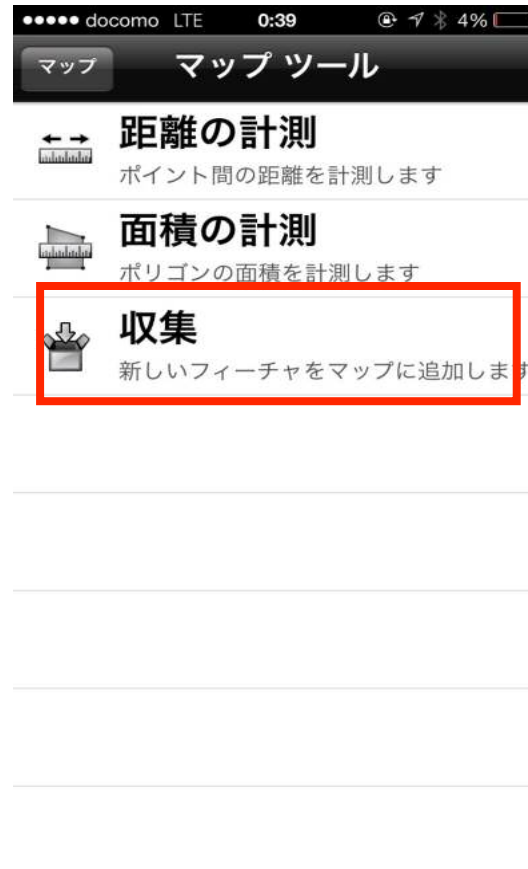 docomo LTE 0:39 4%
マップ マップ ツール
距離の計測
ポイント間の距離を計測します
面積の計測
ポリゴンの面積を計測します
収集
新しいフィーチャをマップに追加します